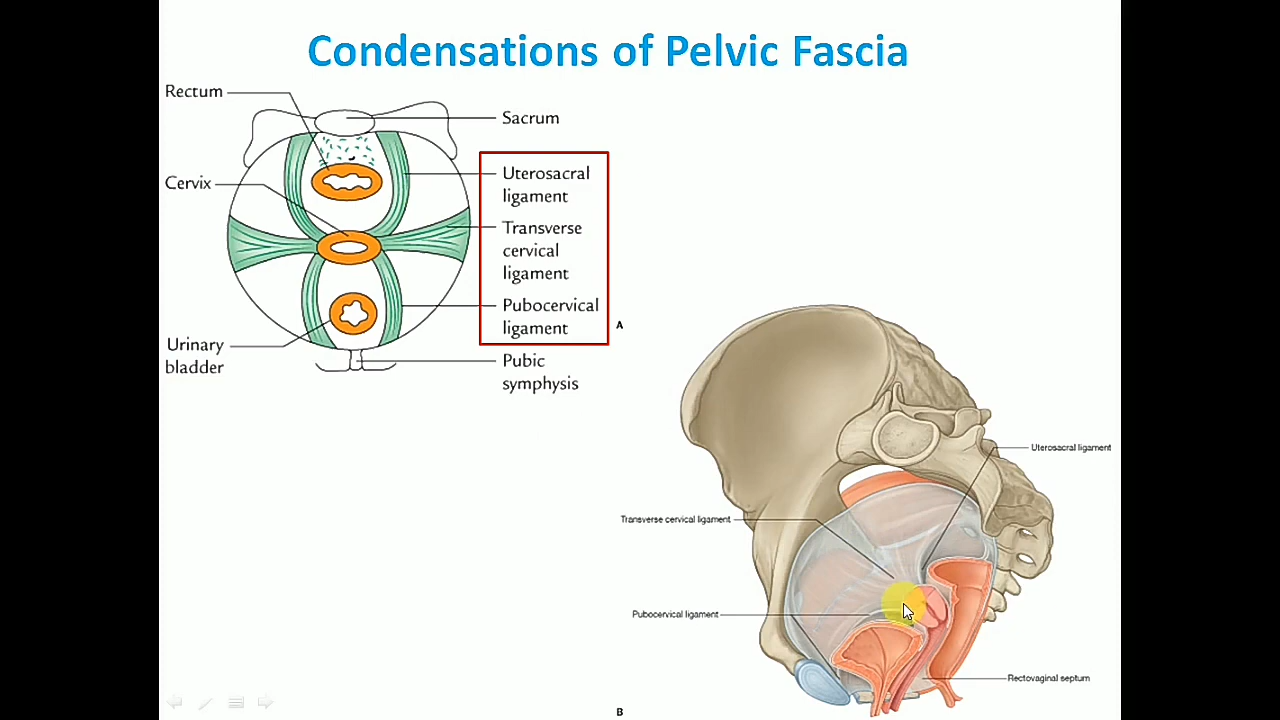 Condensations of Pelvic Fascia
Rectum
Sacrum
Cervix
Uterosacral
ligament
Transverse
cervical
ligament
Pubocervical
ligament
A
Urinary
bladder
Pubic
symphysis
Uterosacral ligament
Transverse cervical ligament
Pubocervical ligament
Rectovaginal septum
B